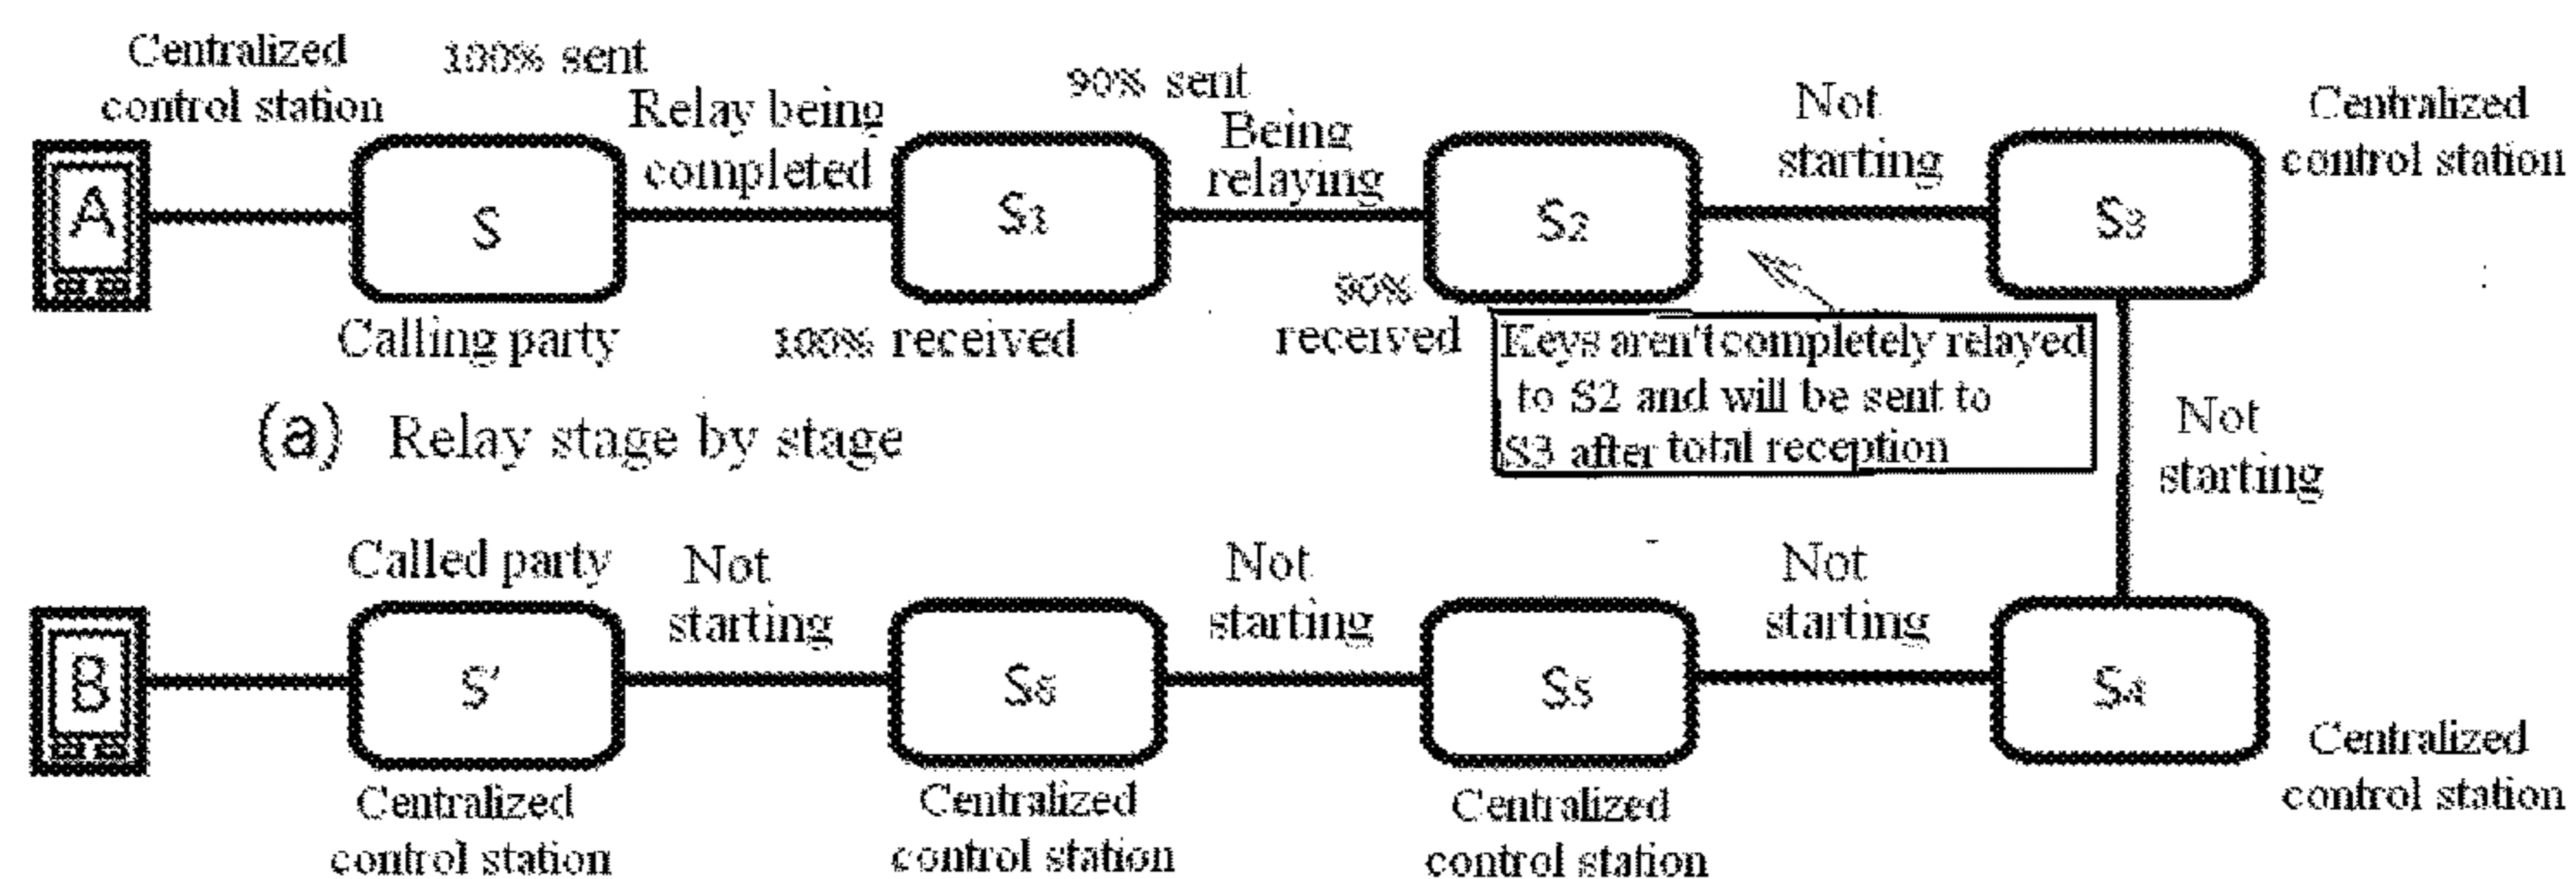 Centralized
control station
100% sent
Relay being
completed
90% sent
Being
relaying
Not
starting
Centralized
control station
A
S
S1
S2
S3
Calling party
100% received
90%
received
Keys aren't completely relayed
to S2 and will be sent to
S3 after total reception
(a) Relay stage by stage
Not
starting
Called party
Not
starting
Not
starting
Not
starting
B
S'
S6
S5
S4
Centralized
control station
Centralized
control station
Centralized
control station
Centralized
control station